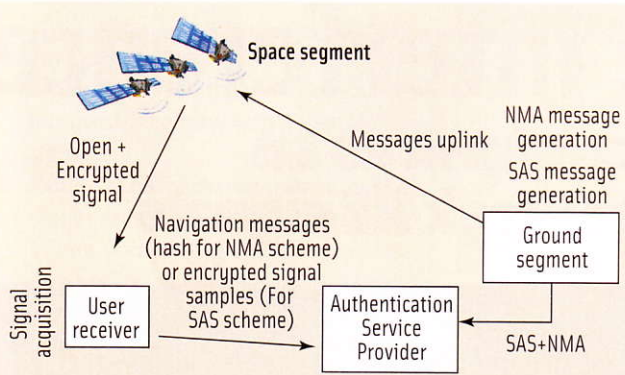 Space segment
NMA message
generation
Messages uplink
SAS message
generation
Open +
Encrypted
signal
Ground
segment
Navigation messages
(hash for NMA scheme)
or encrypted signal
samples (For
SAS scheme)
Signal
acquisition
User
receiver
Authentication
Service
Provider
SAS+NMA